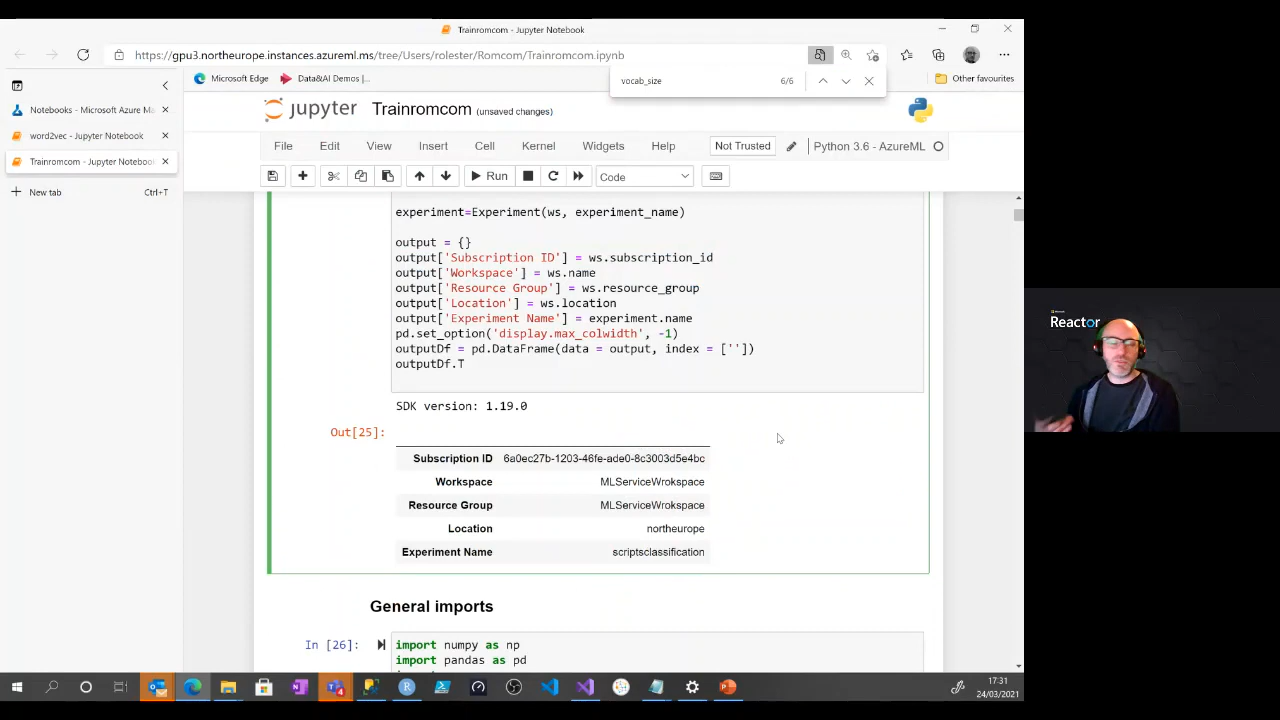 Trainromcom - Jupyter Notebook
https://gpu3.northeurope.instances.azureml.ms/tree/Users/rolester/Romcom/Trainromcom.ipynb
Microsoft Edge
Data&AI Demos |...
Other favourites
vocab_size
6/6
Notebooks - Microsoft Azure Ma
word2vec - Jupyter Notebook
Trainromcom - Jupyter Notebook
New tab
Ctrl+T
jupyter Trainromcom (unsaved changes)
File Edit View Insert Cell Kernel Widgets Help
Not Trusted
Python 3.6 - AzureML
Run
Code
experiment=Experiment(ws, experiment_name)
output = {}
output['Subscription ID'] = ws.subscription_id
output['Workspace'] = ws.name
output['Resource Group'] = ws.resource_group
output['Location'] = ws.location
output['Experiment Name'] = experiment.name
pd.set_option('display.max_colwidth', -1)
outputDf = pd.DataFrame(data = output, index = [''])
outputDf.T
SDK version: 1.19.0
Out[25]:
Subscription ID 6a0ec27b-1203-46fe-ade0-8c3003d5e4bc
Workspace MLServiceWrokspace
Resource Group MLServiceWrokspace
Location northeurope
Experiment Name scriptsclassification
General imports
In [26]:
import numpy as np
import pandas as pd
Microsoft
Reactor
17:31
24/03/2021